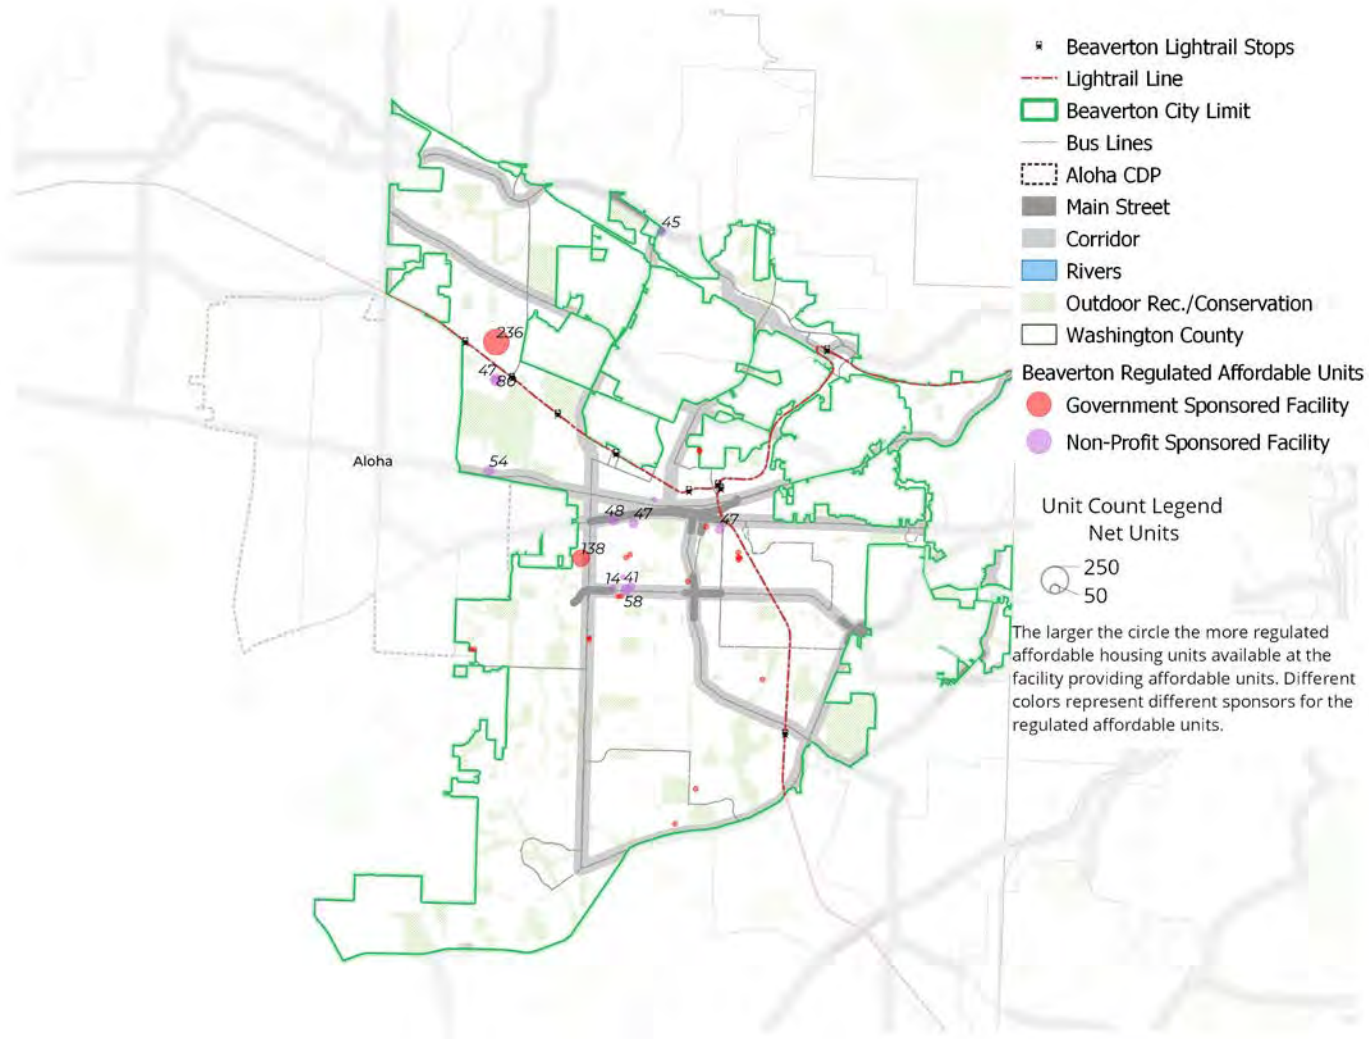 Beaverton Lightrail Stops
Lightrail Line
Beaverton City Limit
Bus Lines
Aloha CDP
Main Street
Corridor
Rivers
Outdoor Rec./Conservation
Washington County
Beaverton Regulated Affordable Units
Government Sponsored Facility
Non-Profit Sponsored Facility
Unit Count Legend
Net Units
250
50
The larger the circle the more regulated
affordable housing units available at the
facility providing affordable units. Different
colors represent different sponsors for the
regulated affordable units.
45
236
47
80
Aloha
54
48
47
47
138
14
41
58